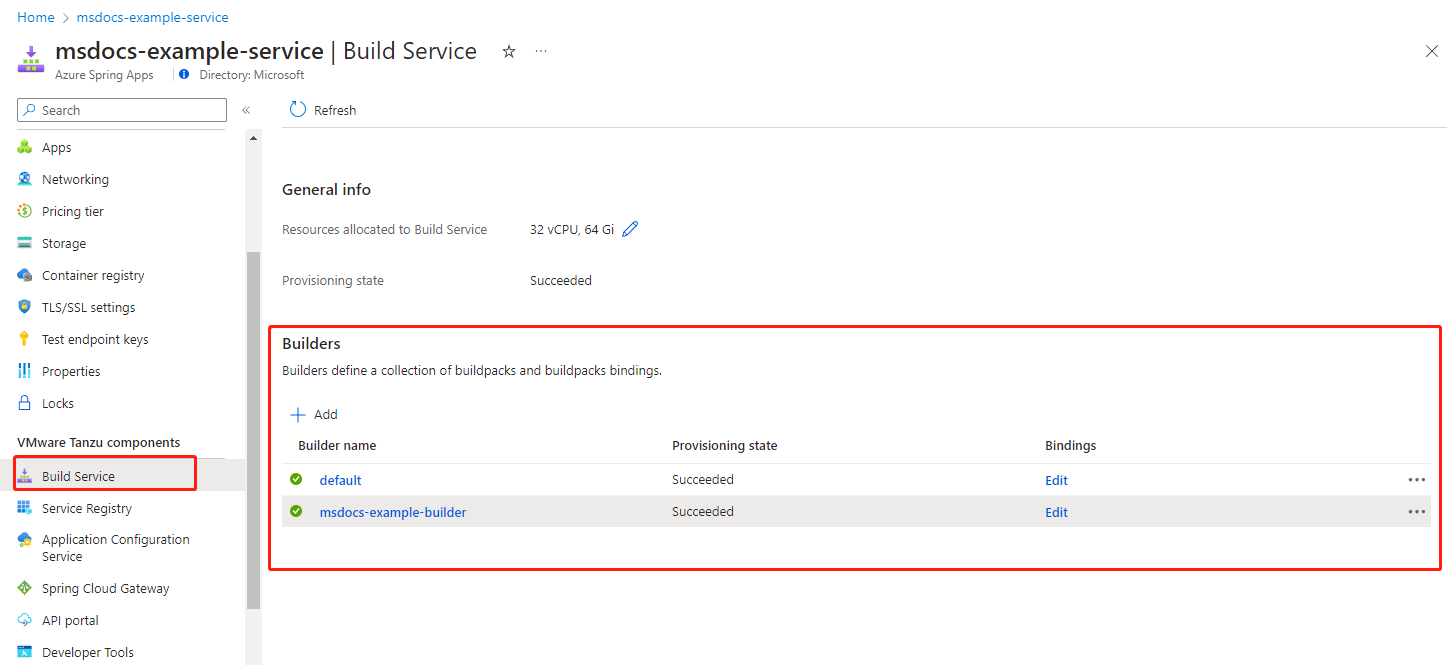 Home > msdocs-example-service
msdocs-example-service | Build Service
Azure Spring Apps
Directory: Microsoft
Search
«
Refresh
Apps
Networking
Pricing tier
Storage
Container registry
TLS/SSL settings
Test endpoint keys
Properties
Locks
VMware Tanzu components
Build Service
Service Registry
Application Configuration
Service
Spring Cloud Gateway
API portal
Developer Tools
General info
Resources allocated to Build Service 32 vCPU, 64 Gi
Provisioning state Succeeded
Builders
Builders define a collection of buildpacks and buildpacks bindings.
Add
Builder name Provisioning state Bindings
default Succeeded Edit
msdocs-example-builder Succeeded Edit